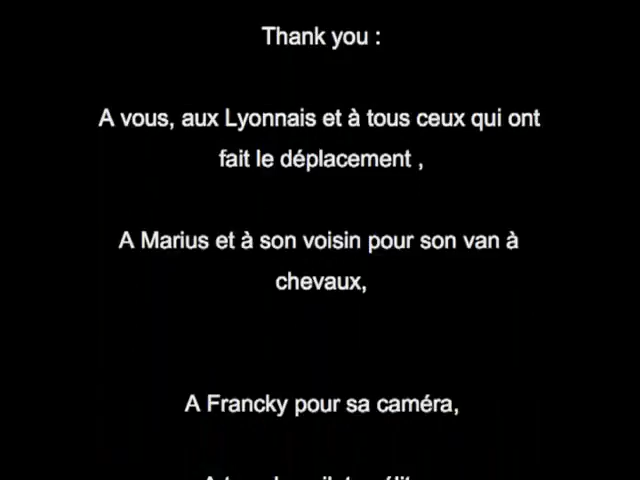 Thank you :
A vous, aux Lyonnais et à tous ceux qui ont
fait le déplacement ,
A Marius et à son voisin pour son van à
chevaux,
A Francky pour sa caméra,